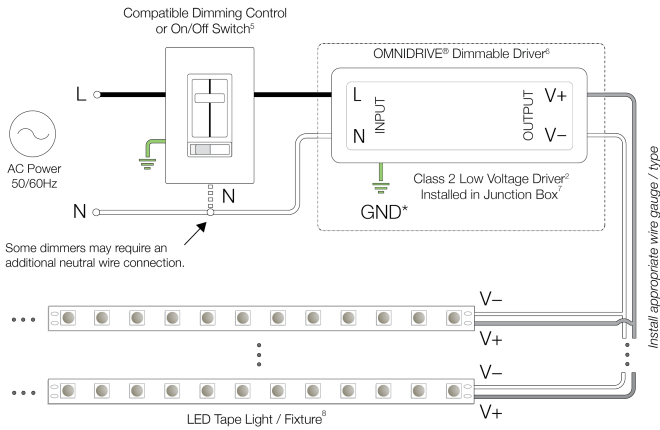 Compatible Dimming Control
or On/Off Switch⁵
OMNIDRIVE® Dimmable Driver⁶
L
L
INPUT
OUTPUT
V+
N
V−
AC Power
50/60Hz
N
N
GND*
Class 2 Low Voltage Driver²
Installed in Junction Box⁷
Some dimmers may require an
additional neutral wire connection.
Install appropriate wire gauge / type
V−
V+
V−
V+
LED Tape Light / Fixture⁸